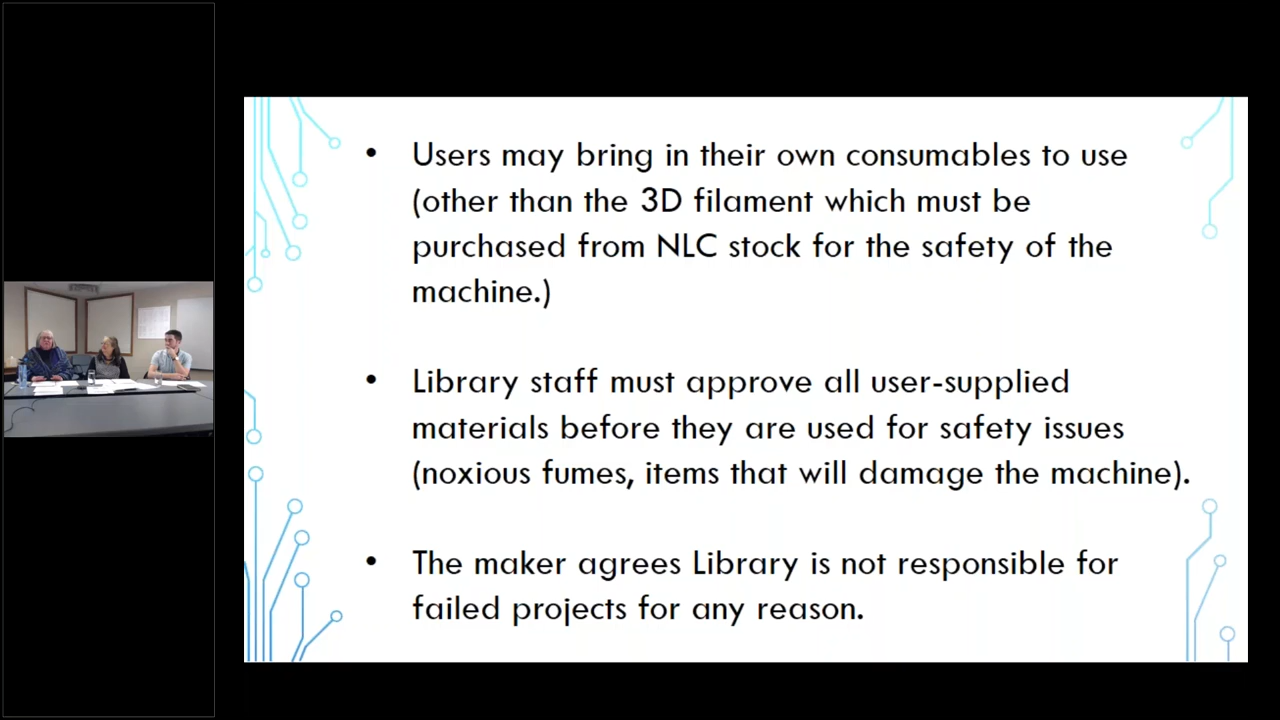 • Users may bring in their own consumables to use
(other than the 3D filament which must be
purchased from NLC stock for the safety of the
machine.)
• Library staff must approve all user-supplied
materials before they are used for safety issues
(noxious fumes, items that will damage the machine).
• The maker agrees Library is not responsible for
failed projects for any reason.